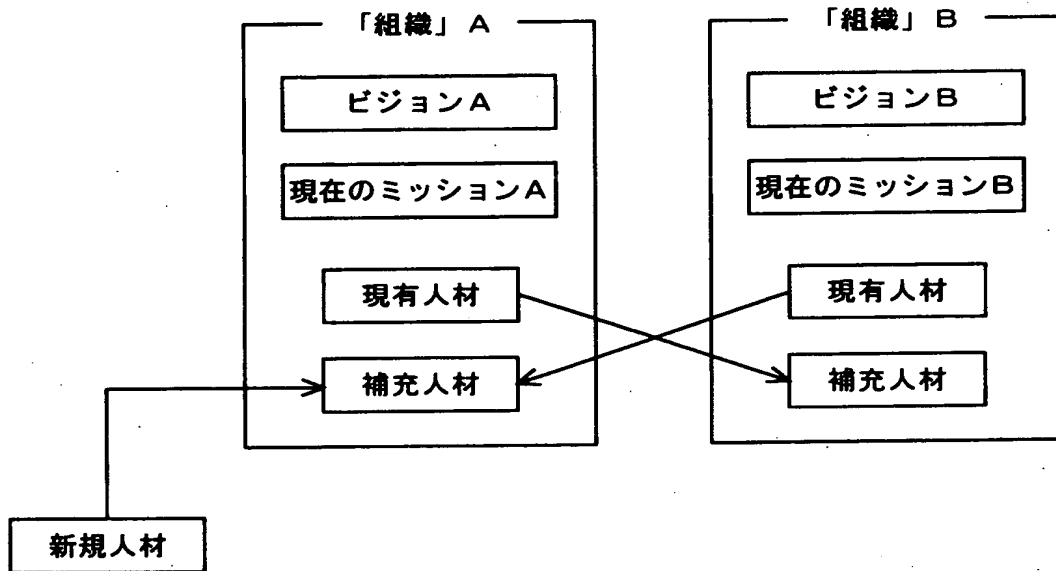 「組織」A
ビジョンA
現在のミッションA
現有人材
補充人材
「組織」B
ビジョンB
現在のミッションB
現有人材
補充人材
新規人材